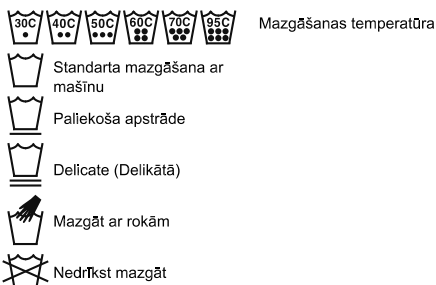 30C 40C 50C 60C 70C 95C Mazgāšanas temperatūra
Standarta mazgāšana ar
mašīnu
Paliekoša apstrāde
Delicate (Delikātā)
Mazgāt ar rokām
Nedrīkst mazgāt